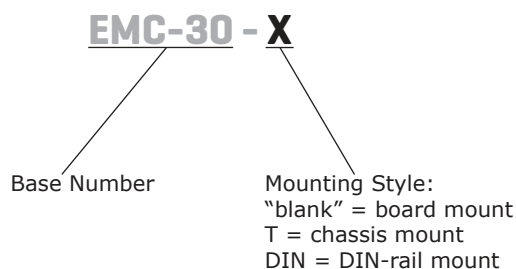 EMC-30 - X
Base Number
Mounting Style:
“blank” = board mount
T = chassis mount
DIN = DIN-rail mount